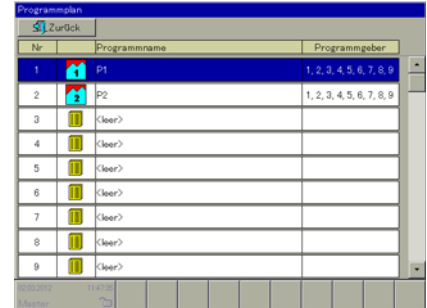 Programmplan
Zurück
Nr Programmname Programmgeber
1 1 P1 1, 2, 3, 4, 5, 6, 7, 8, 9
2 2 P2 1, 2, 3, 4, 5, 6, 7, 8, 9
3 <leer>
4 <leer>
5 <leer>
6 <leer>
7 <leer>
8 <leer>
9 <leer>
Master